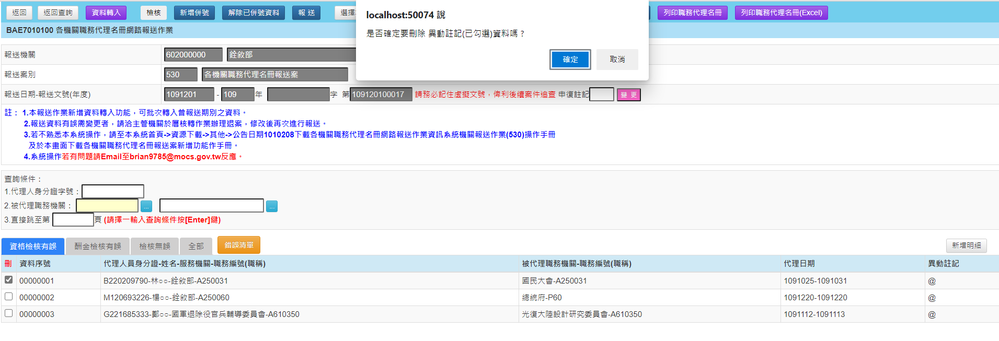 返回 返回查詢 資料轉入 檢核 新增併號 解除已併號資料 報 送 選擇 列印職務代理名冊 列印職務代理名冊(Excel)
localhost:50074 說
是否確定要刪除 異動註記(已勾選)資料嗎？
確定 取消
BAE7010100 各機關職務代理名冊網路報送作業
報送機關 602000000 銓敘部
報送案別 530 各機關職務代理名冊報送案
報送日期-報送文號(年度) 1091201 - 109 年 字 第 109120100017 請務必記住虛擬文號，俾利後續案件追查 申復註記 變 更
註： 1.本報送作業新增資料轉入功能，可批次轉入曾報送期別之資料。
2.報送資料有誤需變更者，請洽主管機關於層核轉作業辦理退案，修改後再次進行報送。
3.若不熟悉本系統操作，請至本系統首頁->資源下載->其他->公告日期1010208下載各機關職務代理名冊網路報送作業資訊系統機關報送作業(530)操作手冊
及於本畫面下載各機關職務代理名冊報送案新增功能作手冊。
4.系統操作若有問題請Email至brian9785@mocs.gov.tw反應。
查詢條件：
1.代理人身分證字號：
2.被代理職務機關： ... ...
3.直接跳至第 頁 (請擇一輸入查詢條件按[Enter]鍵)
資格檢核有誤 酬金檢核有誤 檢核無誤 全部 錯誤清單 新增明細
刪 資料序號 代理人員身分證-姓名-服務機關-職務編號(職稱) 被代理職務機關-職務編號(職稱) 代理日期 異動註記
00000001 B220209790-林○○-銓敘部-A250031 國民大會-A250031 1091025-1091031 @
00000002 M120693226-楊○○-銓敘部-A250060 總統府-P60 1091220-1091220 @
00000003 G221685333-鄭○○-國軍退除役官兵輔導委員會-A610350 光復大陸設計研究委員會-A610350 1091112-1091113 @